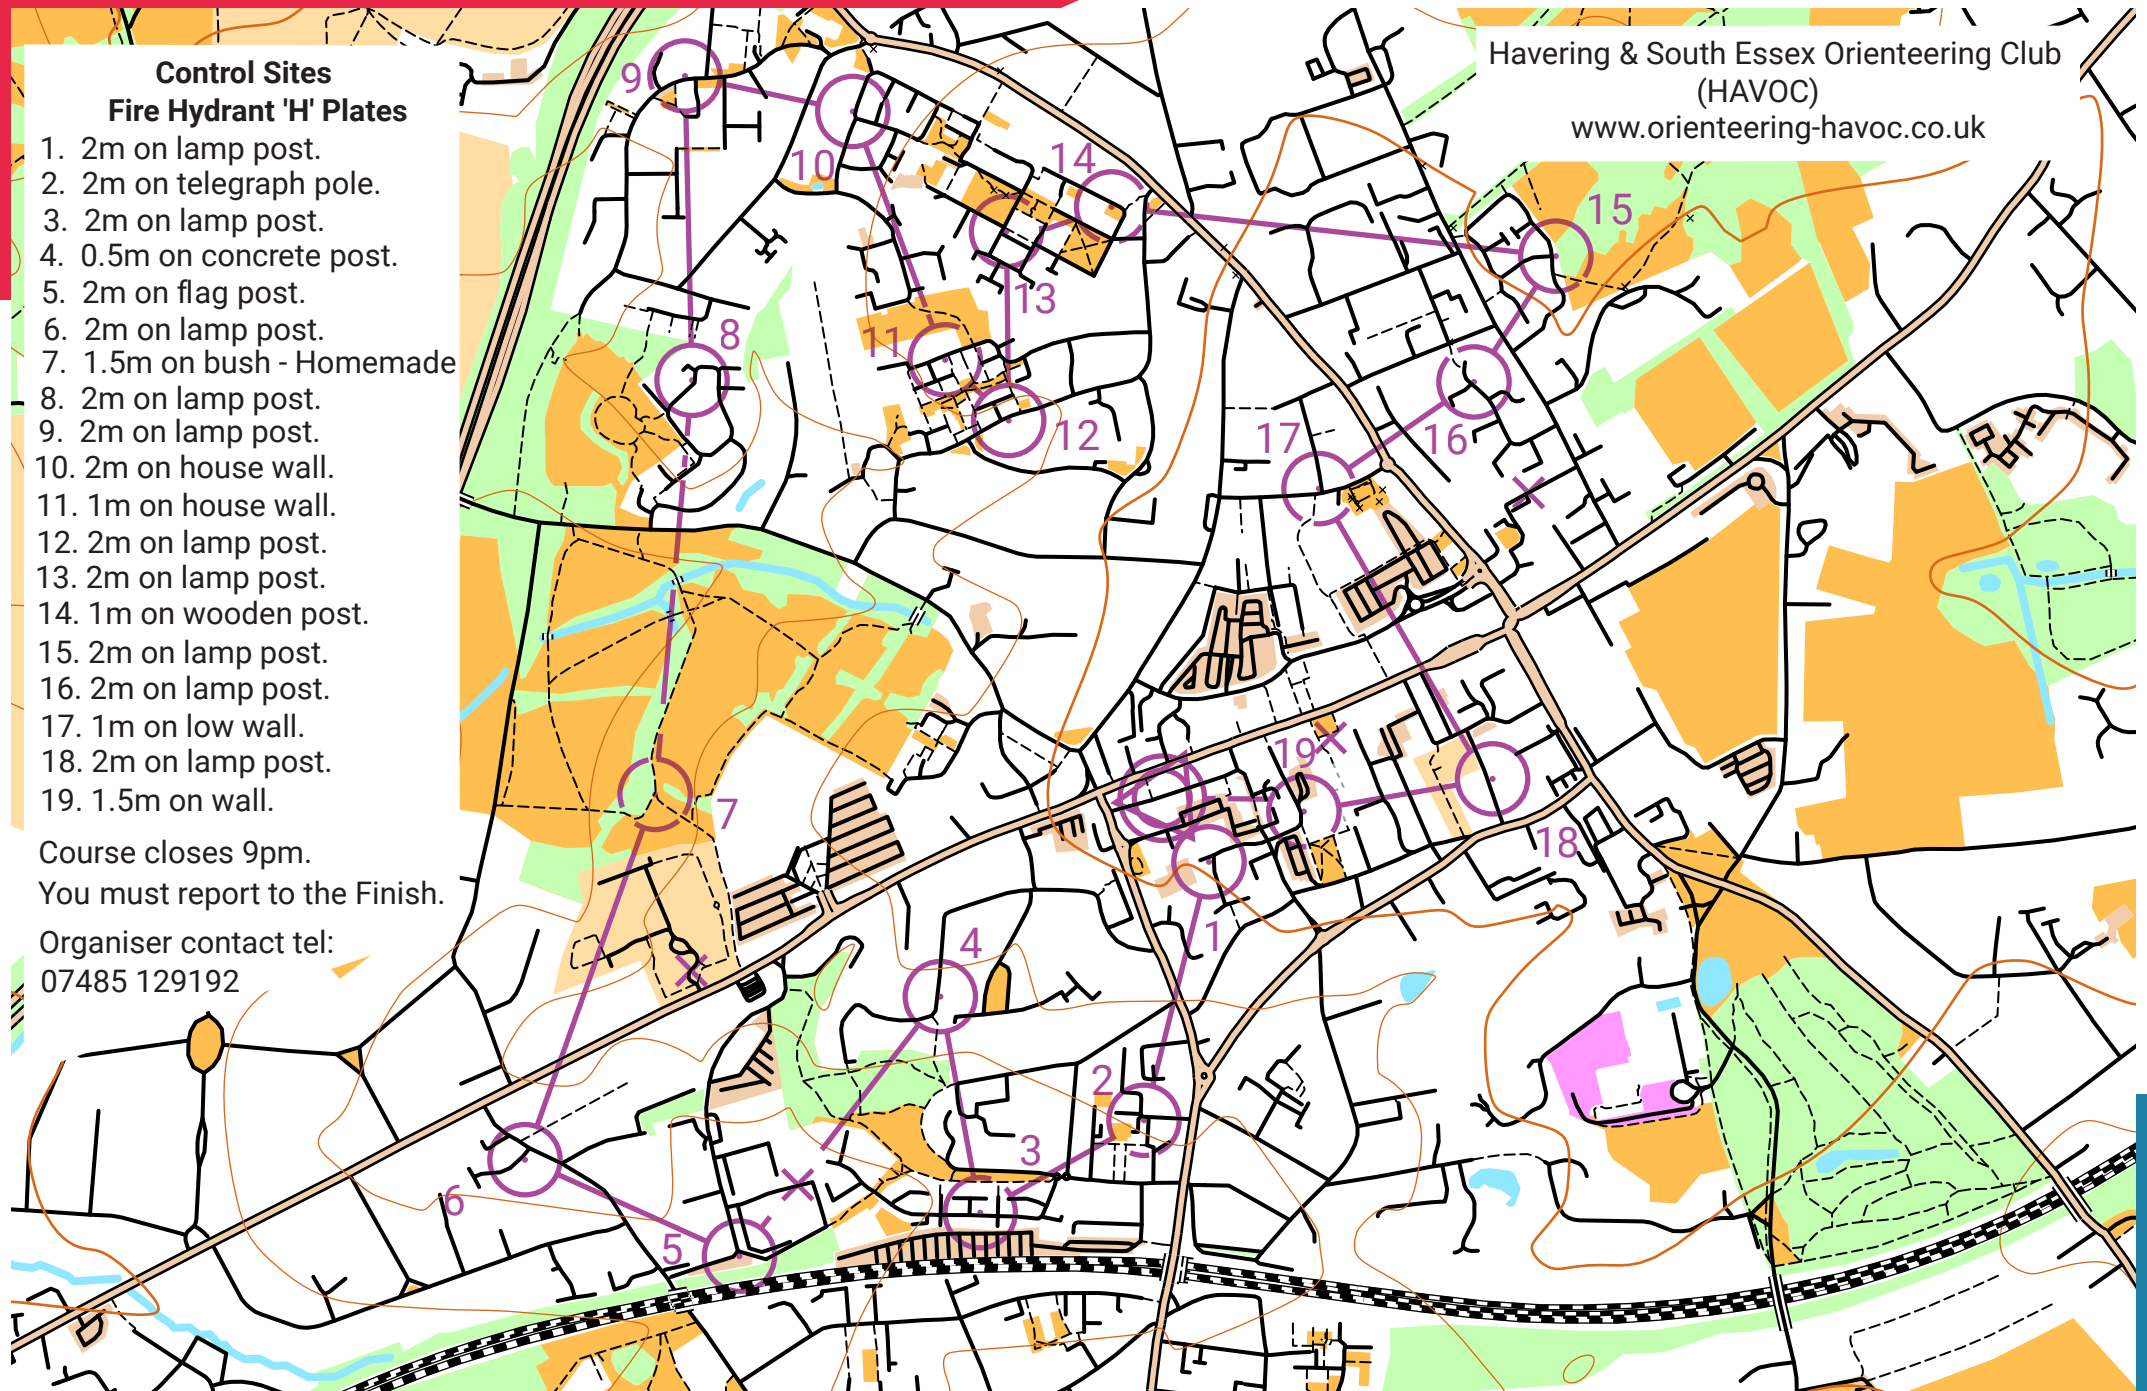 Control Sites
Fire Hydrant 'H' Plates
1. 2m on lamp post.
2. 2m on telegraph pole.
3. 2m on lamp post.
4. 0.5m on concrete post.
5. 2m on flag post.
6. 2m on lamp post.
7. 1.5m on bush - Homemade
8. 2m on lamp post.
9. 2m on lamp post.
10. 2m on house wall.
11. 1m on house wall.
12. 2m on lamp post.
13. 2m on lamp post.
14. 1m on wooden post.
15. 2m on lamp post.
16. 2m on lamp post.
17. 1m on low wall.
18. 2m on lamp post.
19. 1.5m on wall.
Course closes 9pm.
You must report to the Finish.
Organiser contact tel:
07485 129192
Havering & South Essex Orienteering Club
(HAVOC)
www.orienteering-havoc.co.uk
9
10
14
15
13
8
11
12
17
16
19
7
18
1
4
2
3
6
5